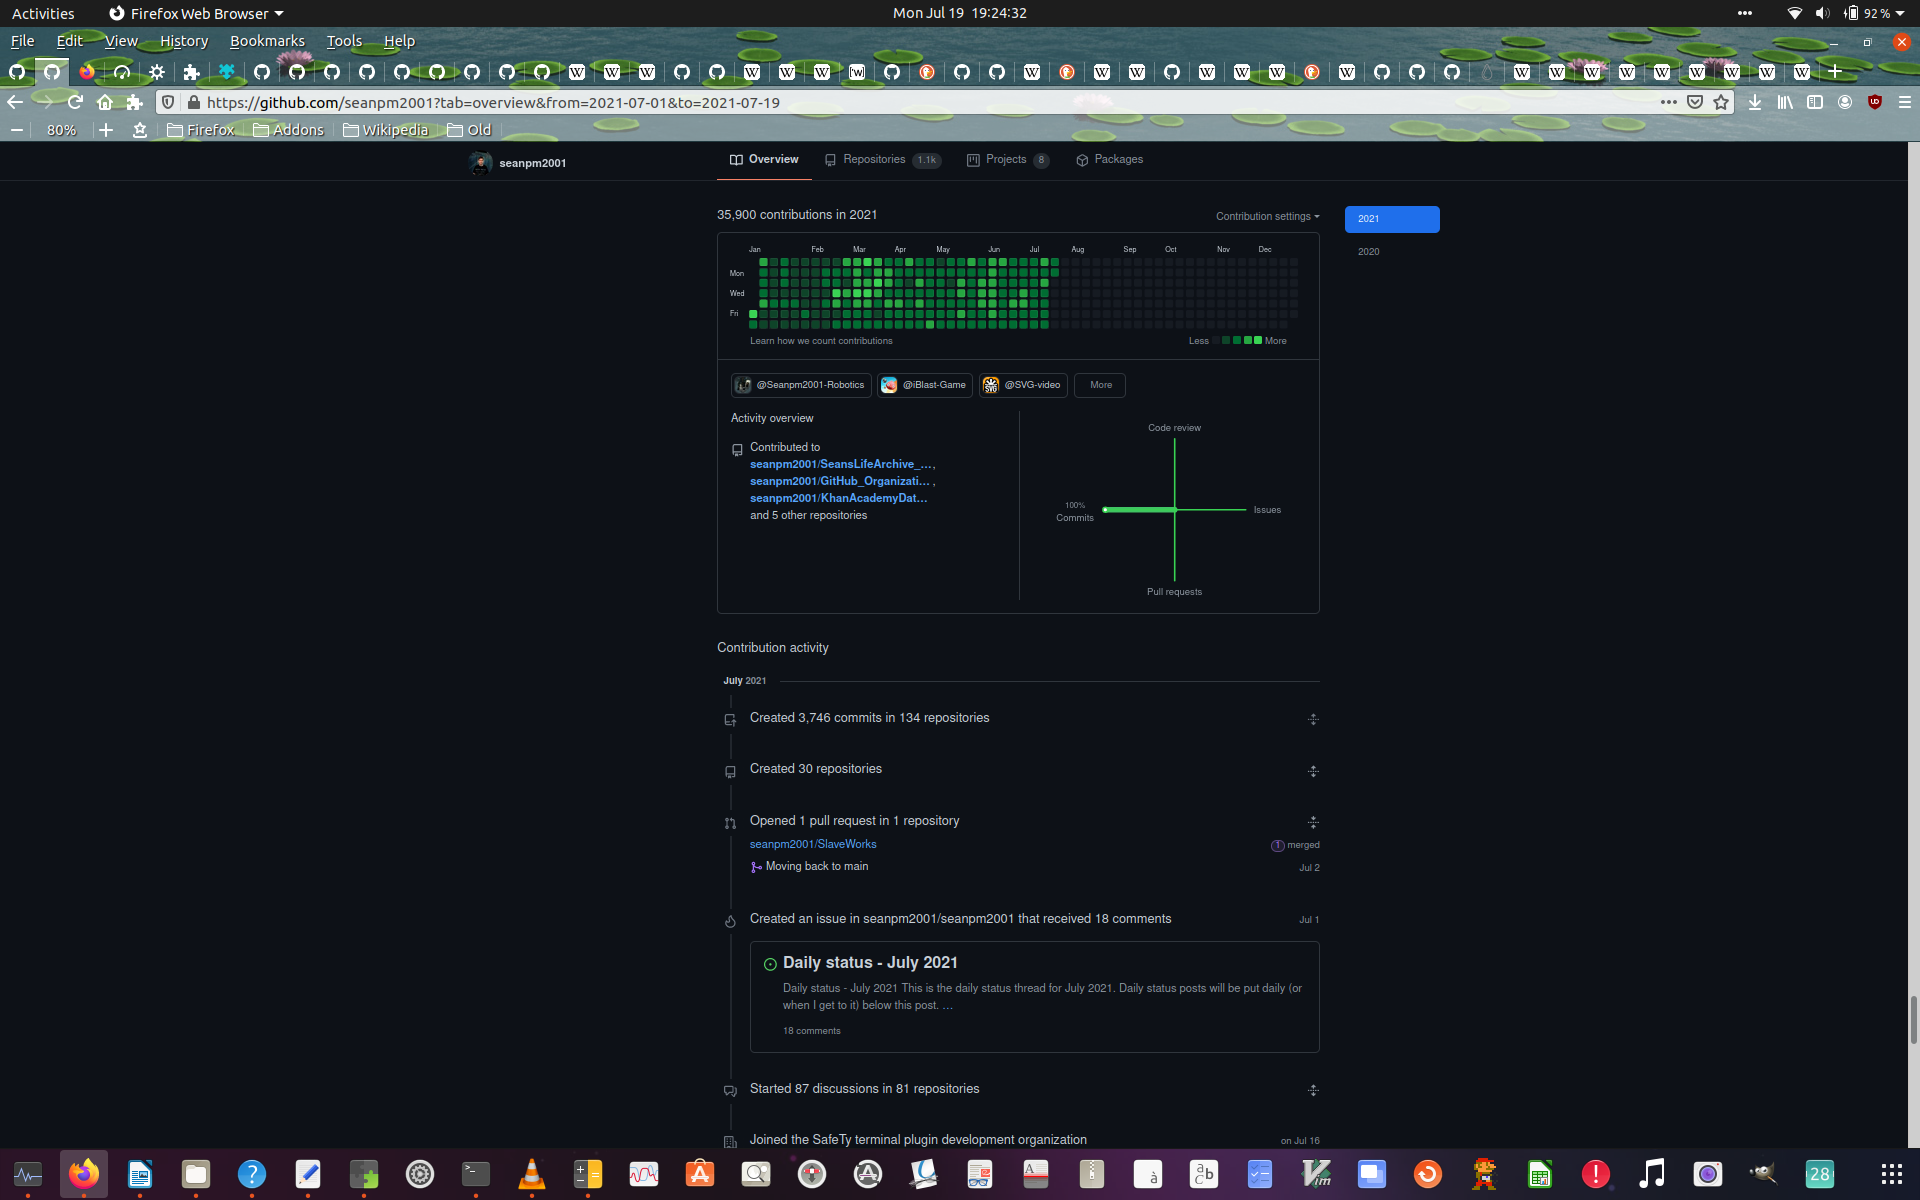 Activities
Firefox Web Browser
Mon Jul 19 19:24:32
92 %
File Edit View History Bookmarks Tools Help
https://github.com/seanpm2001?tab=overview&from=2021-07-01&to=2021-07-19
80%
Firefox
Addons
Wikipedia
Old
seanpm2001
Overview
Repositories 1.1k
Projects 8
Packages
35,900 contributions in 2021
Contribution settings
2021
2020
Jan Feb Mar Apr May Jun Jul Aug Sep Oct Nov Dec
Mon
Wed
Fri
Learn how we count contributions
Less
More
@Seanpm2001-Robotics
@iBlast-Game
@SVG-video
More
Activity overview
Contributed to
seanpm2001/SeansLifeArchive_... ,
seanpm2001/GitHub_Organizati... ,
seanpm2001/KhanAcademyDat...
and 5 other repositories
Code review
100%
Commits
Issues
Pull requests
Contribution activity
July 2021
Created 3,746 commits in 134 repositories
Created 30 repositories
Opened 1 pull request in 1 repository
seanpm2001/SlaveWorks
1 merged
Moving back to main
Jul 2
Created an issue in seanpm2001/seanpm2001 that received 18 comments
Jul 1
Daily status - July 2021
Daily status - July 2021 This is the daily status thread for July 2021. Daily status posts will be put daily (or
when I get to it) below this post. …
18 comments
Started 87 discussions in 81 repositories
Joined the SafeTy terminal plugin development organization
on Jul 16
28